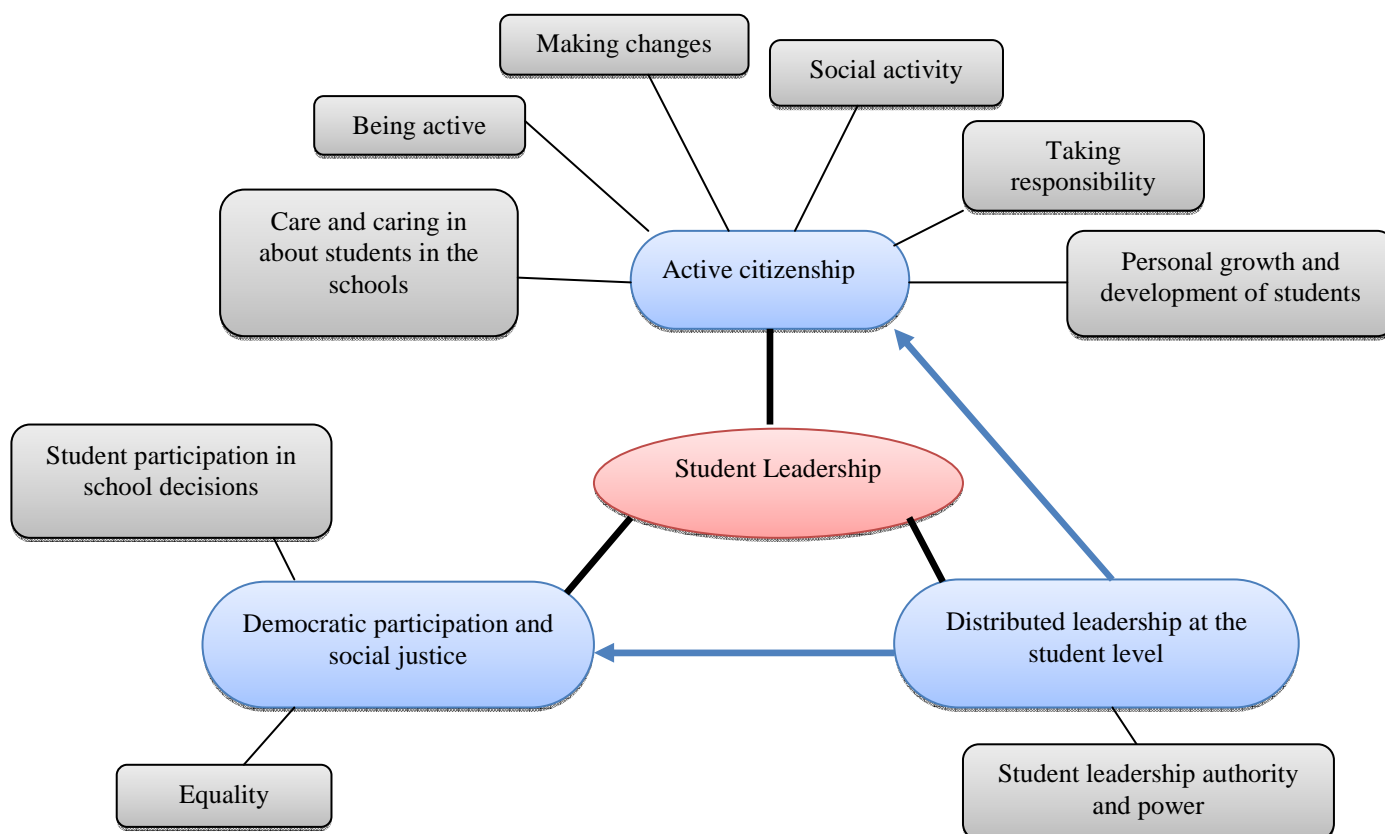 Making changes
Social activity
Being active
Taking
responsibility
Care and caring in
about students in the
schools
Active citizenship
Personal growth and
development of students
Student participation in
school decisions
Student Leadership
Democratic participation and
social justice
Distributed leadership at the
student level
Equality
Student leadership authority
and power